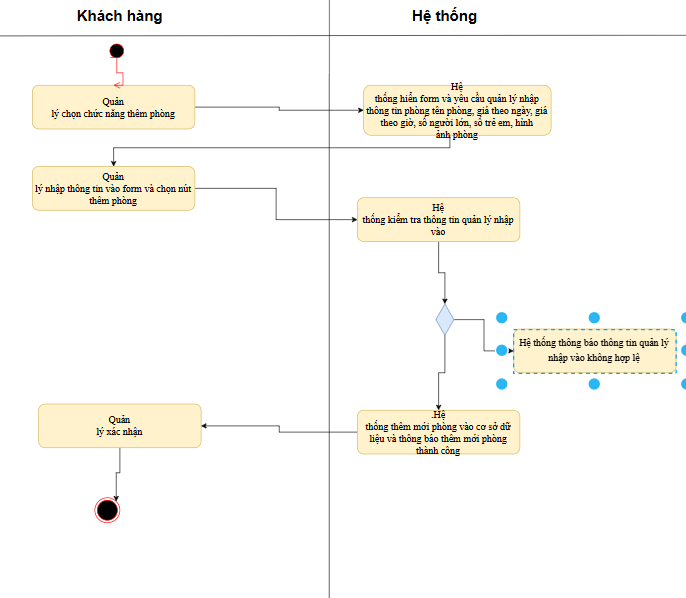 Khách hàng
Hệ thống
Quản
lý chọn chức năng thêm phòng
Hệ
thống hiển form và yêu cầu quản lý nhập
thông tin phòng tên phòng, giá theo ngày, giá
theo giờ, số người lớn, số trẻ em, hình
ảnh phòng
Quản
lý nhập thông tin vào form và chọn nút
thêm phòng
Hệ
thống kiểm tra thông tin quản lý nhập
vào
Hệ thống thông báo thông tin quản lý
nhập vào không hợp lệ
Quản
lý xác nhận
.Hệ
thống thêm mới phòng vào cơ sở dữ
liệu và thông báo thêm mới phòng
thành công